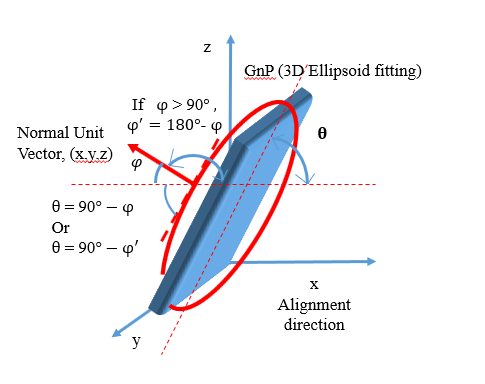 z
GnP (3D Ellipsoid fitting)
If φ > 90° ,
φ′ = 180°- φ
Normal Unit
Vector, (x.y.z)
φ
θ
θ = 90° − φ
Or
θ = 90° − φ′
x
Alignment
direction
y